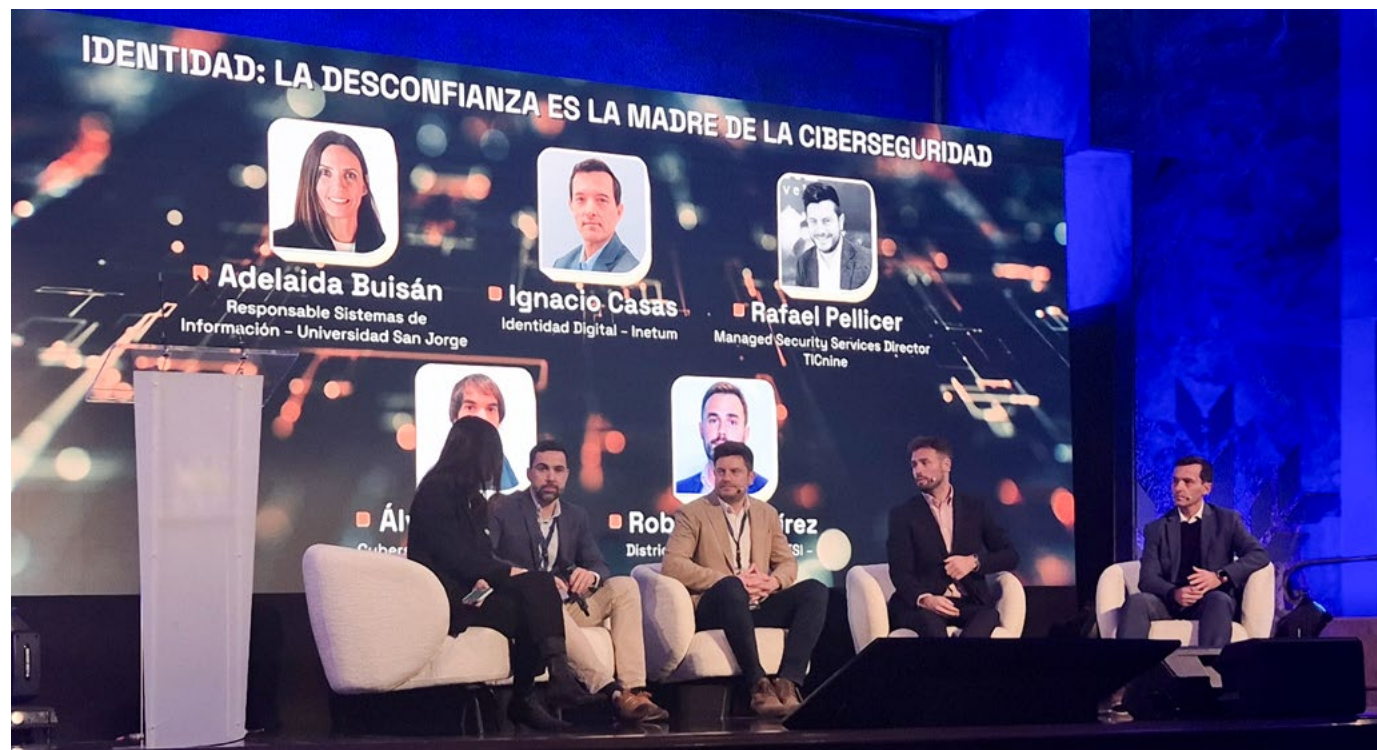 IDENTIDAD: LA DESCONFIANZA ES LA MADRE DE LA CIBERSEGURIDAD
Adelaida Buisán
Responsable Sistemas de
Información – Universidad San Jorge
Ignacio Casas
Identidad Digital – Inetum
Rafael Pellicer
Managed Security Services Director
TICnine